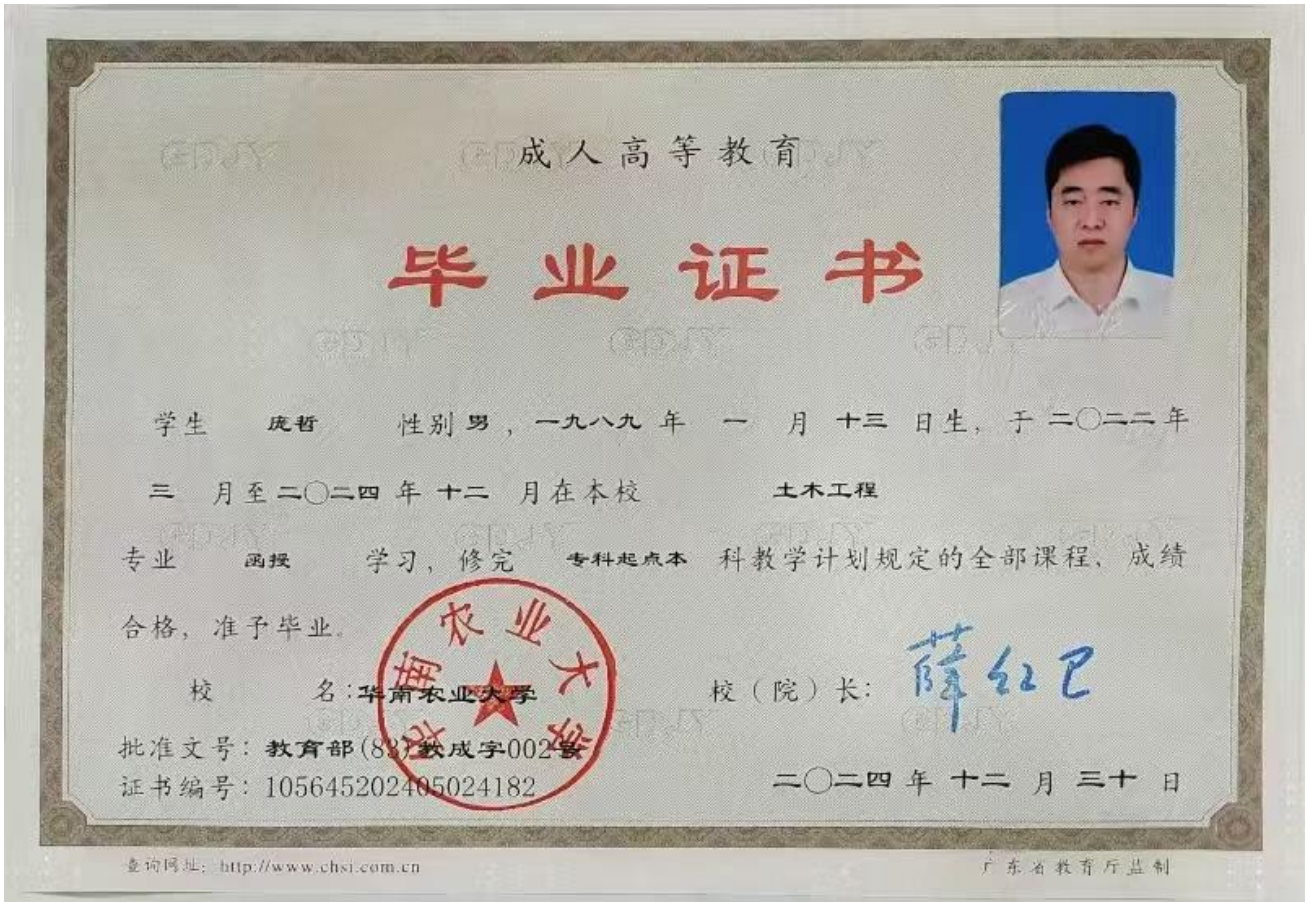 成人高等教育
毕业证书
学生 庞哲 性别 男，一九八九 年 一 月 十三 日生，于 二〇二二 年
三 月至 二〇二四 年 十二 月在本校 土木工程
专业 函授 学习，修完 专科起点本 科教学计划规定的全部课程，成绩
合格，准予毕业。
华南农业大学
校 名：华南农业大学 校（院）长： 薛红卫
批准文号：教育部(83)教成字002号
证书编号：105645202405024182
二〇二四 年 十二 月 三十 日
查询网址：http://www.chsi.com.cn 广东省教育厅监制